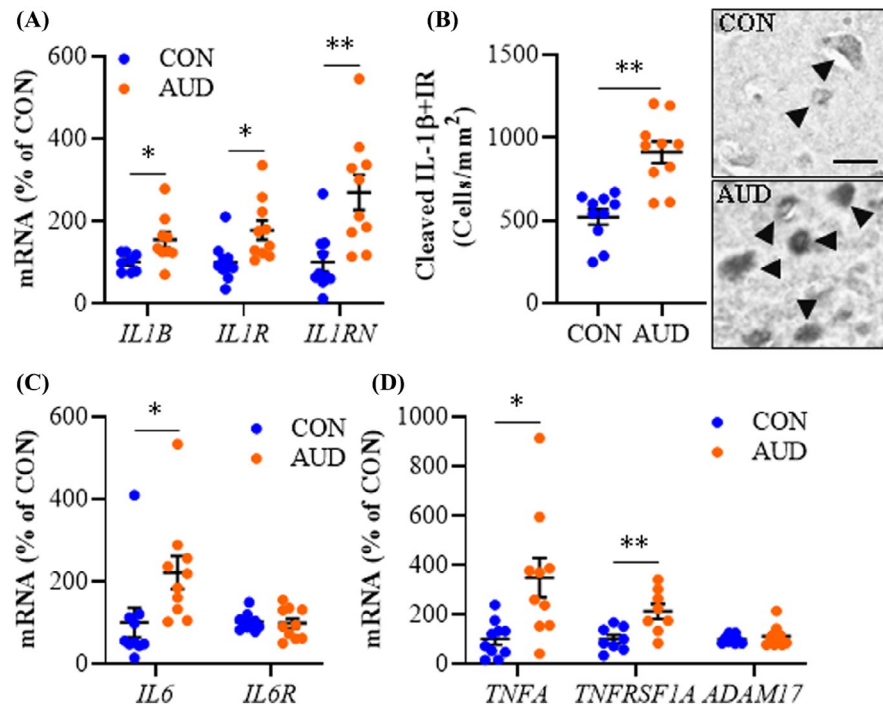 (A)
mRNA (% of CON)
600
400
200
0
CON
AUD
*
*
**
IL1B IL1R IL1RN
(B)
Cleaved IL-1β+IR
(Cells/mm²)
1500
1000
500
0
**
CON AUD
CON
AUD
(C)
mRNA (% of CON)
600
400
200
0
*
CON
AUD
IL6 IL6R
(D)
mRNA (% of CON)
1000
800
600
400
200
0
*
**
CON
AUD
TNFA TNFRSF1A ADAM17